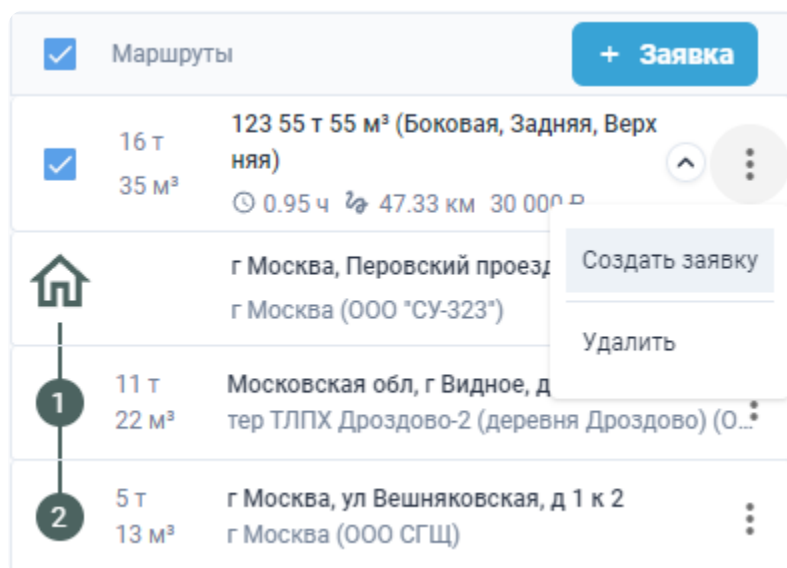 Маршруты
+ Заявка
16 т
35 м³
123 55 т 55 м³ (Боковая, Задняя, Верх
няя)
0.95 ч 47.33 км 30 000 ₽
Создать заявку
Удалить
г Москва, Перовский проезд
г Москва (ООО "СУ-323")
1
11 т
22 м³
Московская обл, г Видное, д
тер ТЛПХ Дроздово-2 (деревня Дроздово) (О...
2
5 т
13 м³
г Москва, ул Вешняковская, д 1 к 2
г Москва (ООО СГЩ)